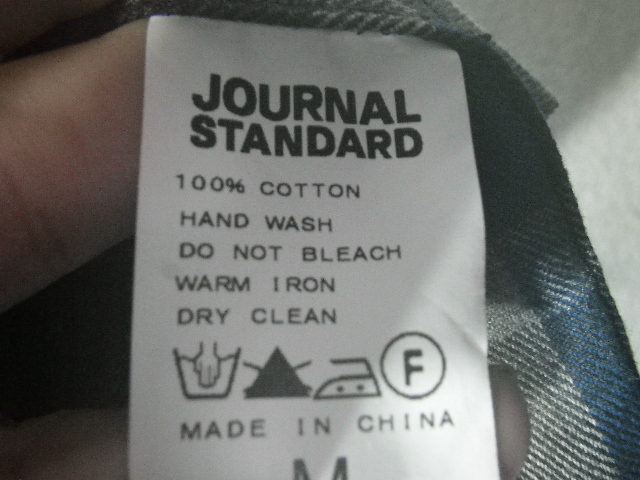 JOURNAL
STANDARD
100% COTTON
HAND WASH
DO NOT BLEACH
WARM IRON
DRY CLEAN
F
MADE IN CHINA
M